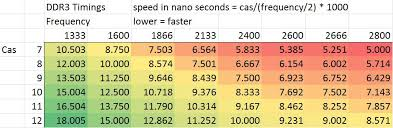 DDR3 Timings speed in nano seconds = cas/(frequency/2) * 1000
Frequency lower = faster
1333 1600 1866 2133 2400 2600 2666 2800
Cas 7 10.503 8.750 7.503 6.564 5.833 5.385 5.251 5.000
8 12.003 10.000 8.574 7.501 6.667 6.154 6.002 5.714
9 13.503 11.250 9.646 8.439 7.500 6.923 6.752 6.429
10 15.004 12.500 10.718 9.376 8.333 7.692 7.502 7.143
11 16.504 13.750 11.790 10.314 9.167 8.462 8.252 7.857
12 18.005 15.000 12.862 11.252 10.000 9.231 9.002 8.571